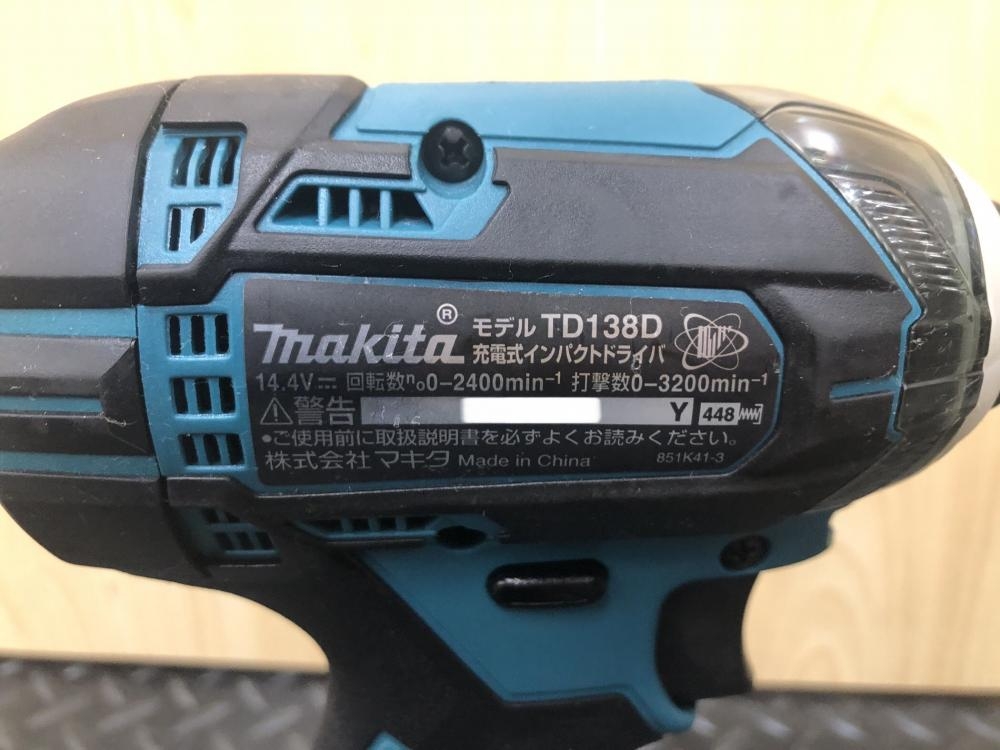 makita® モデル TD138D
充電式インパクトドライバ
14.4V⎓ 回転数n₀0-2400min⁻¹ 打撃数0-3200min⁻¹
⚠警告 Y 448
•ご使用前に取扱説明書を必ずよくお読みください。
株式会社 マキタ Made in China 851K41-3